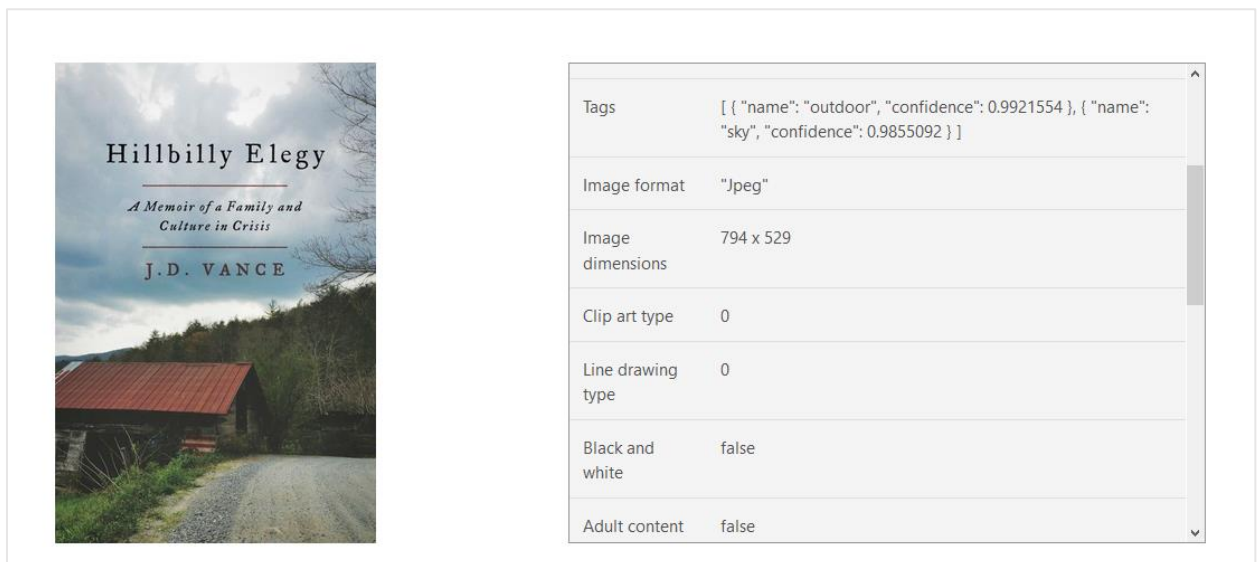 Hillbilly Elegy
A Memoir of a Family and
Culture in Crisis
J.D. VANCE
Tags [ { "name": "outdoor", "confidence": 0.9921554 }, { "name":
"sky", "confidence": 0.9855092 } ]
Image format "Jpeg"
Image
dimensions 794 x 529
Clip art type 0
Line drawing
type 0
Black and
white false
Adult content false